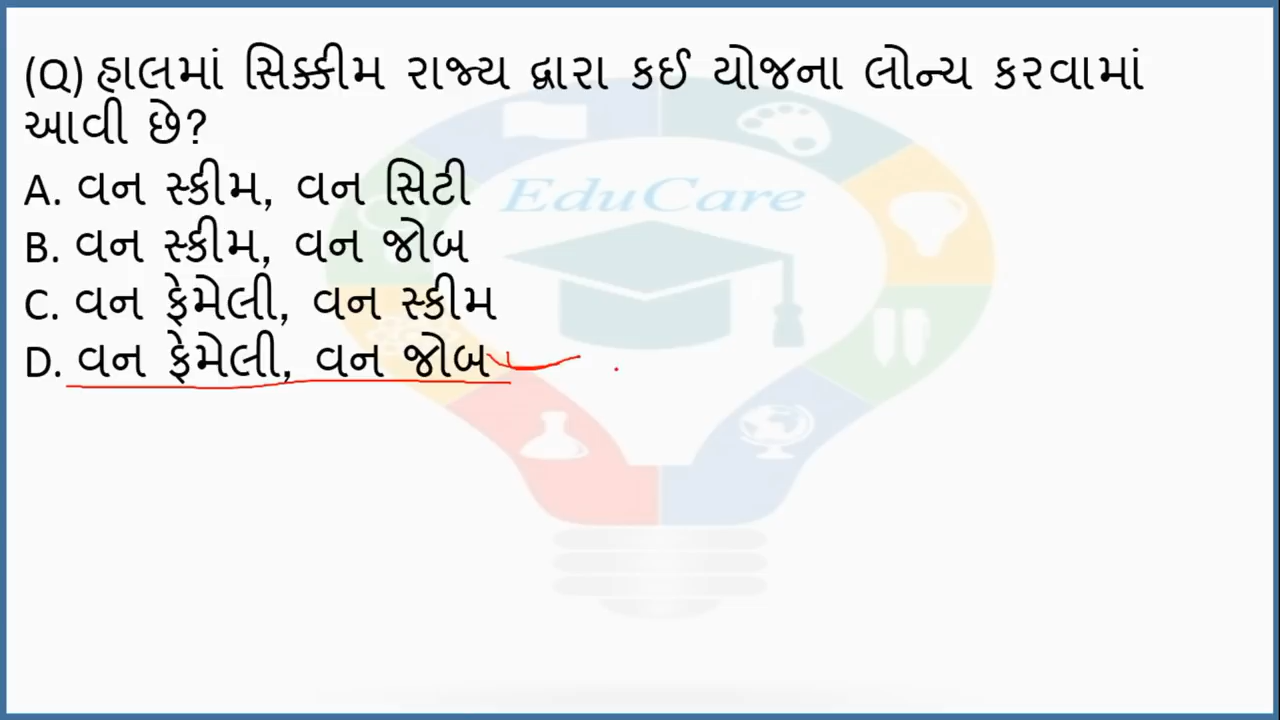 (Q) હાલમાં સિક્કીમ રાજ્ય દ્વારા કઈ યોજના લોન્ચ કરવામાં
આવી છે?
A. વન સ્કીમ, વન સિટી
EduCare
B. વન સ્કીમ, વન જોબ
C. વન ફેમેલી, વન સ્કીમ
D. વન ફેમેલી, વન જોબ